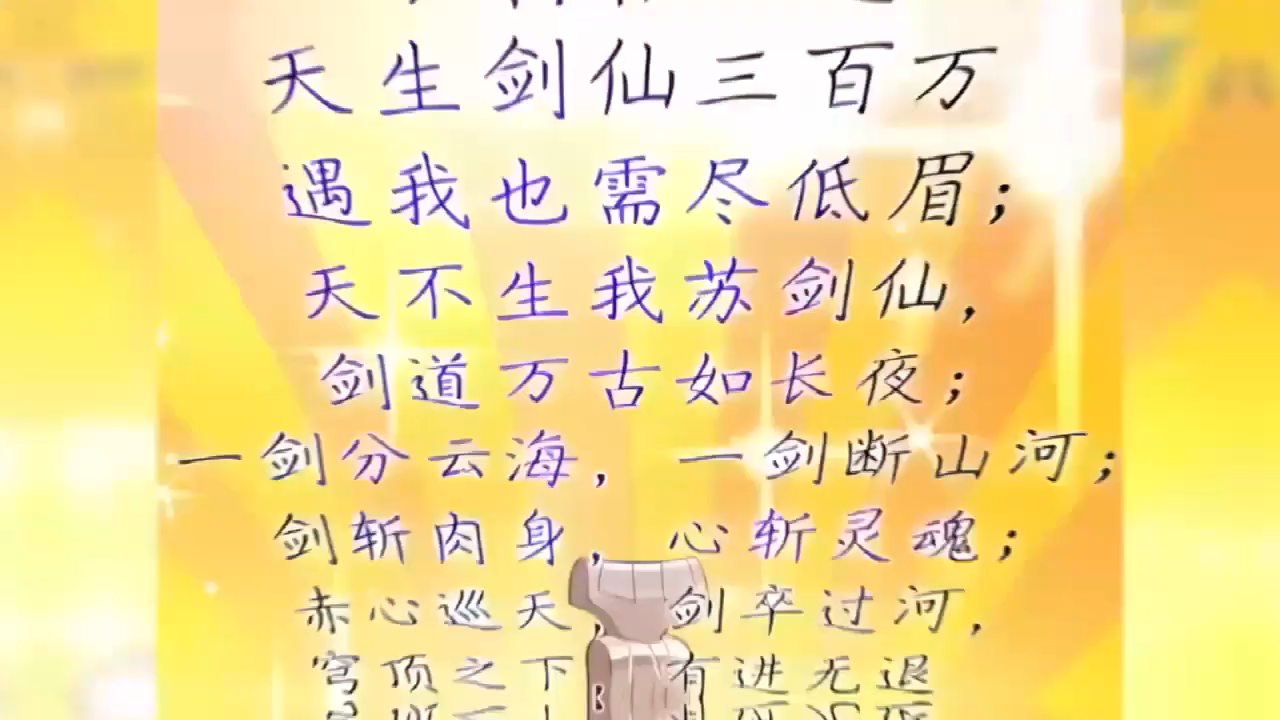 天生剑仙三百万
遇我也需尽低眉；
天不生我苏剑仙，
剑道万古如长夜；
一剑分云海，一剑断山河；
剑斩肉身，心斩灵魂；
赤心巡天，剑卒过河，
穹顶之下 有进无退